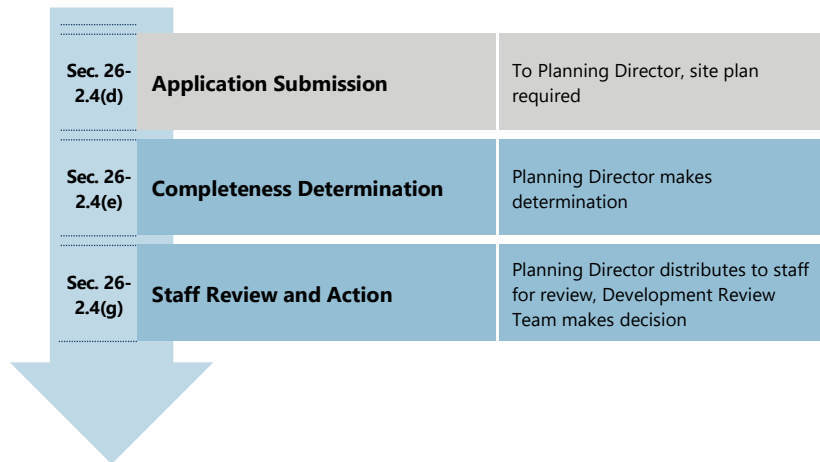 Sec. 26-
2.4(d)
Application Submission
To Planning Director, site plan
required
Sec. 26-
2.4(e)
Completeness Determination
Planning Director makes
determination
Sec. 26-
2.4(g)
Staff Review and Action
Planning Director distributes to staff
for review, Development Review
Team makes decision